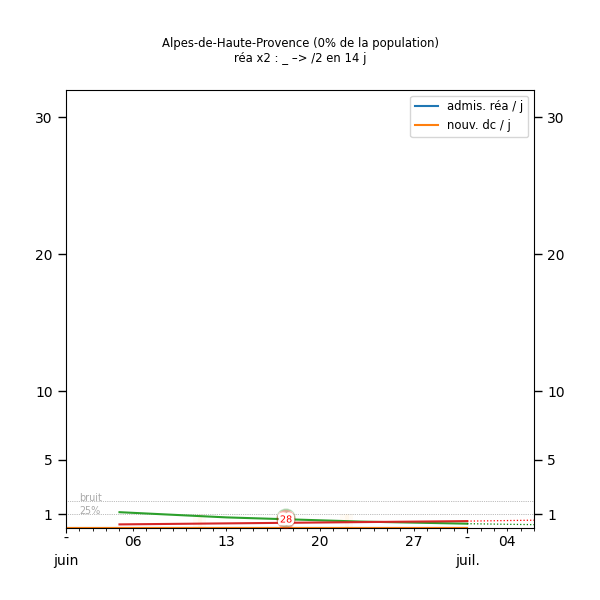 Alpes-de-Haute-Provence (0% de la population)
réa x2 : _ –> /2 en 14 j
admis. réa / j
nouv. dc / j
30
30
20
20
10
10
5
5
bruit
25%
1
1
28
- 06 13 20 27 - 04
juin juil.